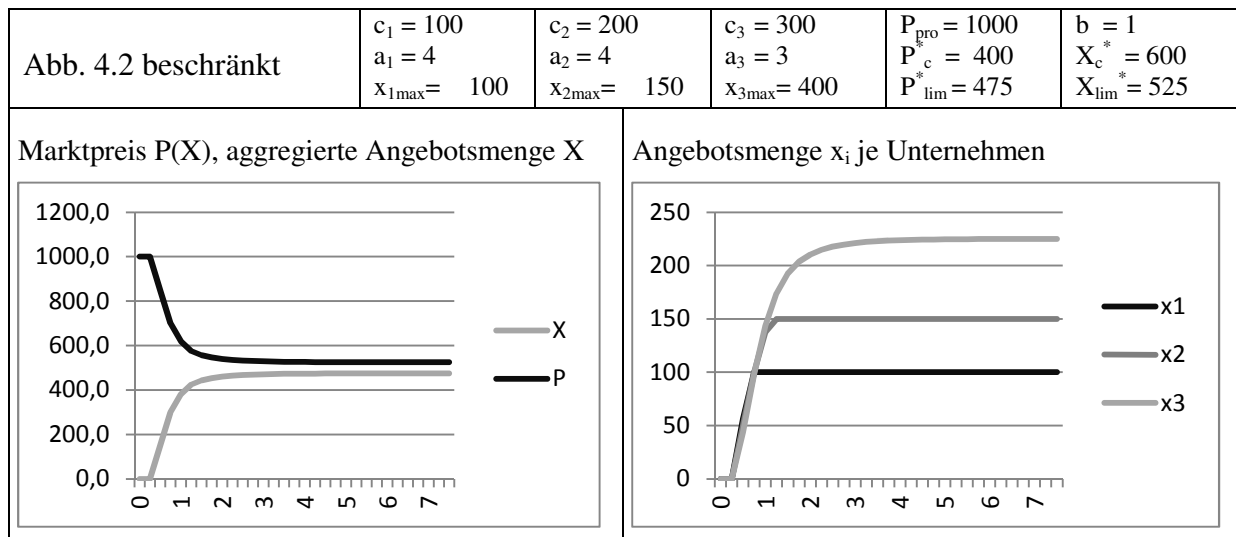 Abb. 4.2 beschränkt
c1 = 100
a1 = 4
x1max= 100
c2 = 200
a2 = 4
x2max= 150
c3 = 300
a3 = 3
x3max= 400
Ppro = 1000
P*c = 400
P*lim = 475
b = 1
Xc* = 600
Xlim* = 525
Marktpreis P(X), aggregierte Angebotsmenge X
1200,0
1000,0
800,0
600,0
400,0
200,0
0,0
0 1 2 3 4 5 6 7
X
P
Angebotsmenge xi je Unternehmen
250
200
150
100
50
0
0 1 2 3 4 5 6 7
x1
x2
x3